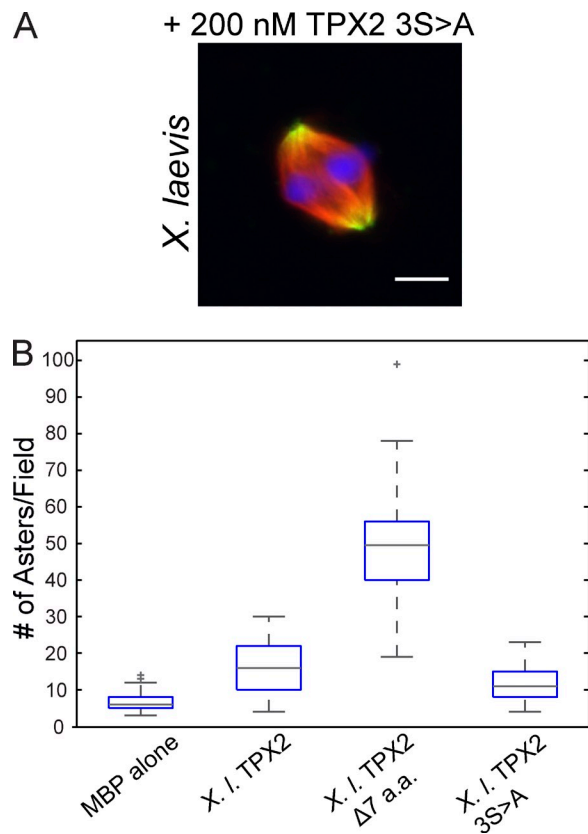 A
+ 200 nM TPX2 3S>A
X. laevis
B
# of Asters/Field
100
90
80
70
60
50
40
30
20
10
0
MBP alone
X. l. TPX2
X. l. TPX2
Δ7 a.a.
X. l. TPX2
3S>A